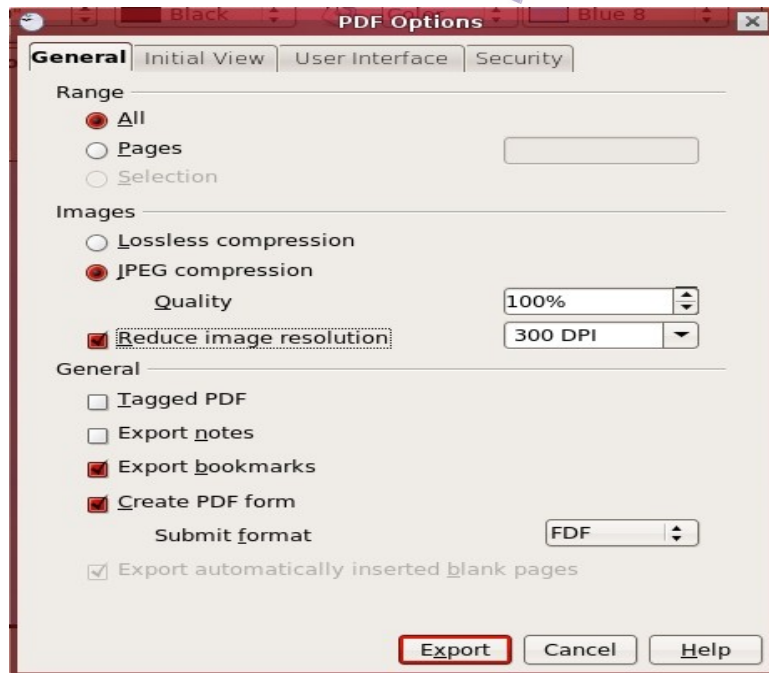 Black Color Blue 8
PDF Options
General Initial View User Interface Security
Range
All
Pages
Selection
Images
Lossless compression
JPEG compression
Quality 100%
Reduce image resolution 300 DPI
General
Tagged PDF
Export notes
Export bookmarks
Create PDF form
Submit format FDF
Export automatically inserted blank pages
Export Cancel Help